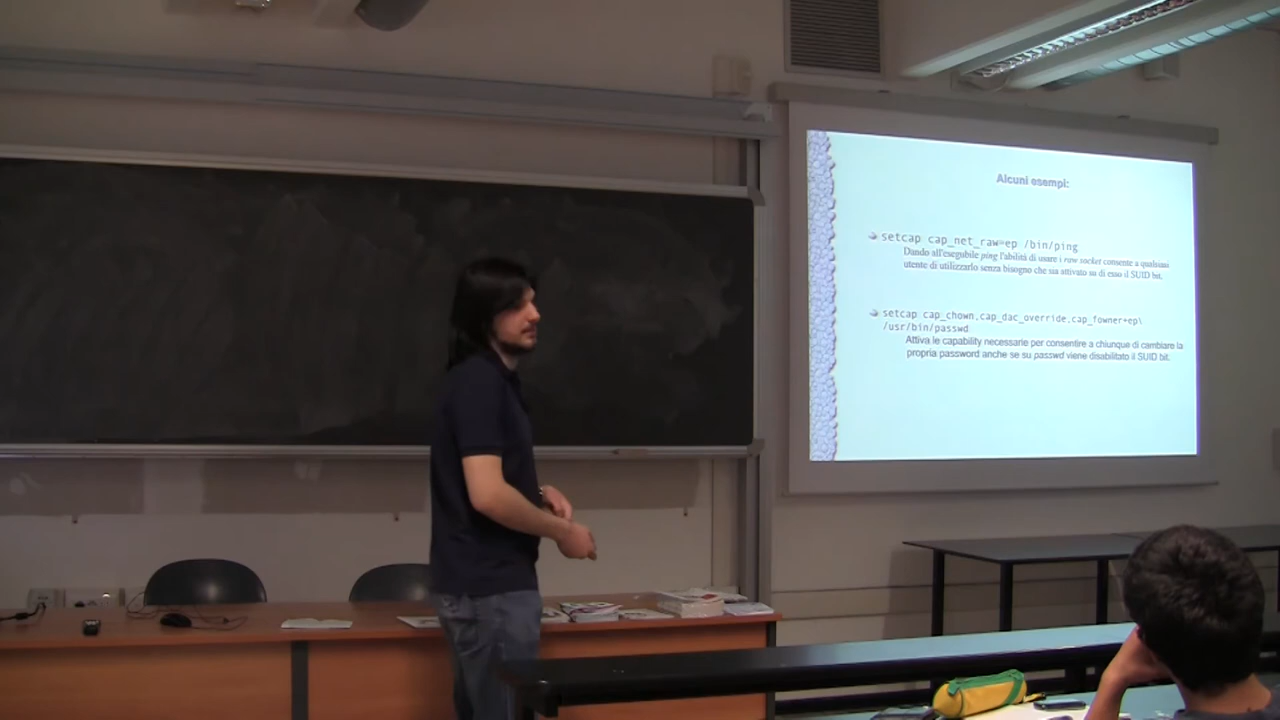 Alcuni esempi:
setcap cap_net_raw=ep /bin/ping
Dando all'eseguibile ping l'abilità di usare i raw socket consente a qualsiasi
utente di utilizzarlo senza bisogno che sia attivato su di esso il SUID bit.
setcap cap_chown,cap_dac_override,cap_fowner=ep\
/usr/bin/passwd
Attiva le capability necessarie per consentire a chiunque di cambiare la
propria password anche se su passwd viene disabilitato il SUID bit.